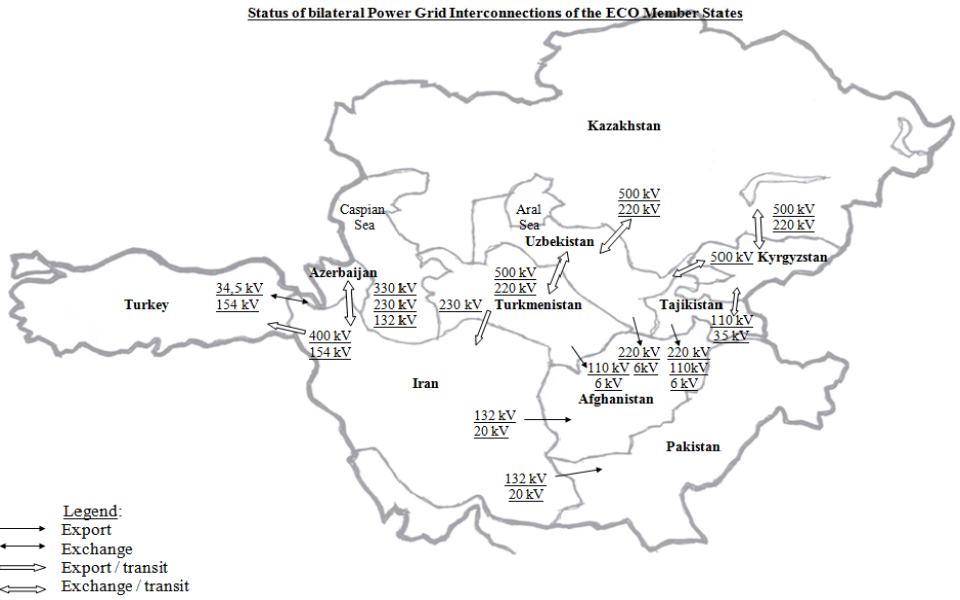 Status of bilateral Power Grid Interconnections of the ECO Member States
Kazakhstan
Caspian
Sea
Aral
Sea
500 kV
220 kV
500 kV
220 kV
Uzbekistan
500 kV
Kyrgyzstan
Azerbaijan
500 kV
220 kV
Turkey
34,5 kV
154 kV
330 kV
230 kV
132 kV
230 kV
Turkmenistan
Tajikistan
110 kV
35 kV
400 kV
154 kV
220 kV
6kV
220 kV
110kV
6 kV
110 kV
6 kV
Iran
Afghanistan
132 kV
20 kV
Pakistan
132 kV
20 kV
Legend:
Export
Exchange
Export / transit
Exchange / transit